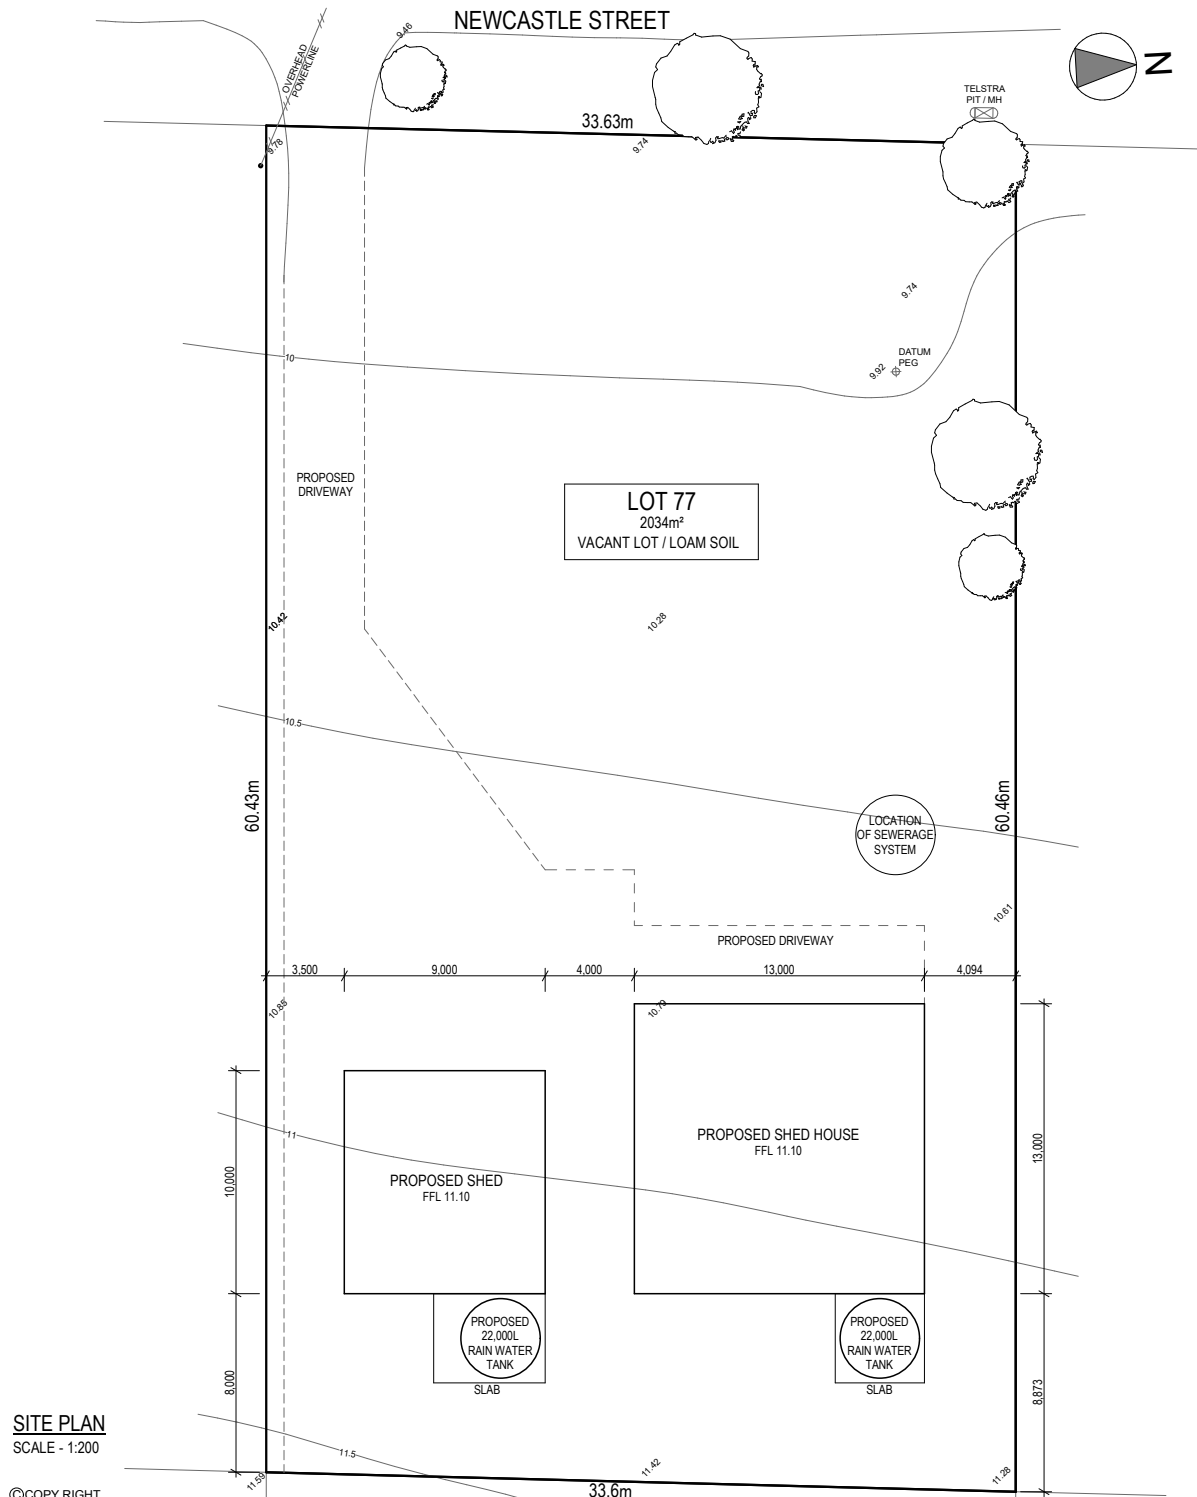 NEWCASTLE STREET
N
OVERHEAD
POWERLINE
9.46
TELSTRA
PIT / MH
33.63m
9.78
9.74
9.74
DATUM
PEG
9.92
10
PROPOSED
DRIVEWAY
LOT 77
2034m²
VACANT LOT / LOAM SOIL
10.42
10.28
10.5
60.43m
60.46m
LOCATION
OF SEWERAGE
SYSTEM
10.61
PROPOSED DRIVEWAY
3,500
9,000
4,000
13,000
4,094
10.85
10.79
11
10,000
13,000
PROPOSED SHED HOUSE
FFL 11.10
PROPOSED SHED
FFL 11.10
PROPOSED
22,000L
RAIN WATER
TANK
SLAB
PROPOSED
22,000L
RAIN WATER
TANK
SLAB
8,000
8,873
SITE PLAN
SCALE - 1:200
11.5
11.59
11.42
11.28
33.6m
©COPY RIGHT